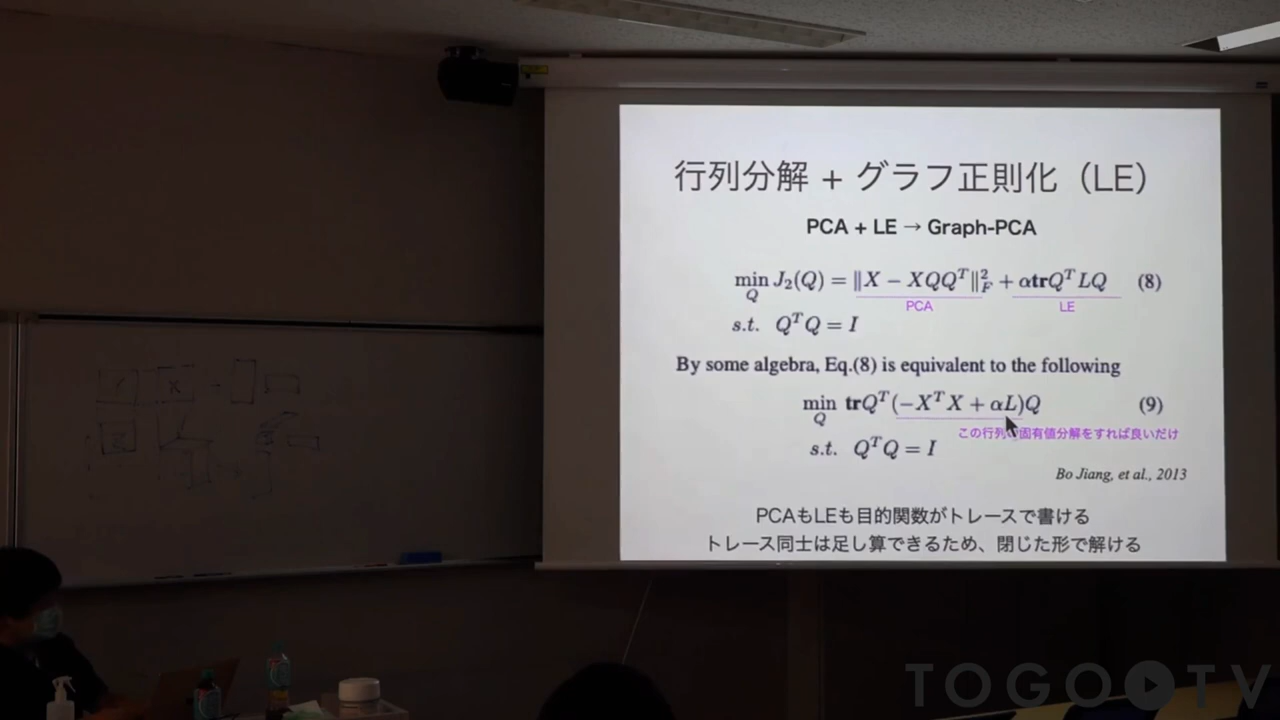 行列分解 + グラフ正則化（LE）
PCA + LE → Graph-PCA
min_Q J₂(Q) = ‖X − XQQᵀ‖²_F + αtrQᵀLQ (8)
PCA LE
s.t. QᵀQ = I
By some algebra, Eq.(8) is equivalent to the following
min_Q trQᵀ(−XᵀX + αL)Q (9)
この行列 固有値分解をすれば良いだけ
s.t. QᵀQ = I
Bo Jiang, et al., 2013
PCAもLEも目的関数がトレースで書ける
トレース同士は足し算できるため、閉じた形で解ける
TOGO TV